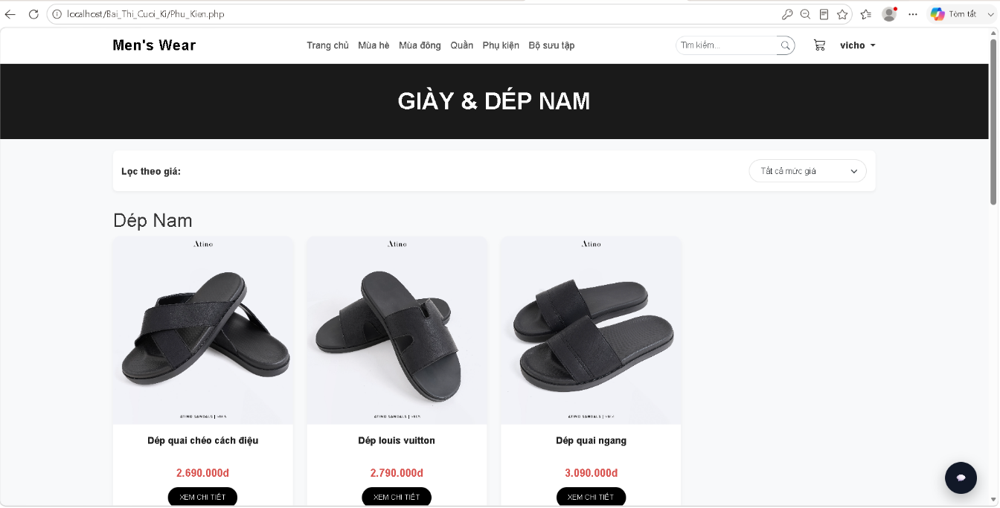 localhost/Bai_Thi_Cuoi_Ki/Phu_Kien.php
Tóm tắt
Men's Wear
Trang chủ Mùa hè Mùa đông Quần Phụ kiện Bộ sưu tập
Tìm kiếm...
vicho
GIÀY & DÉP NAM
Lọc theo giá:
Tất cả mức giá
Dép Nam
Atino Atino Atino
ATINO SANDALS | ATINO SANDALS | ATINO SANDALS |
Dép quai chéo cách điệu Dép louis vuitton Dép quai ngang
2.690.000đ 2.790.000đ 3.090.000đ
XEM CHI TIẾT XEM CHI TIẾT XEM CHI TIẾT